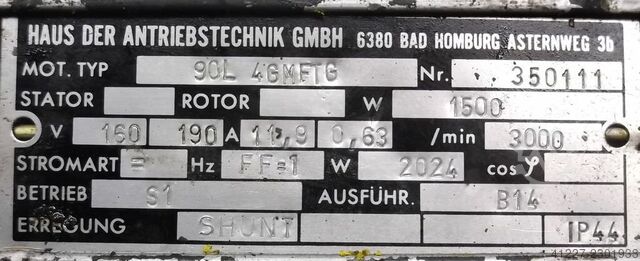 HAUS DER ANTRIEBSTECHNIK GMBH 6380 BAD HOMBURG ASTERNWEG 3b
MOT. TYP 90L 4GMFTG Nr. 350111
STATOR ROTOR W 1500
V 160 190 A 11,9 0,63 /min 3000
STROMART = Hz FF=1 W 2024 cos φ
BETRIEB S1 AUSFÜHR. B14
ERREGUNG SHUNT IP44
41227-2301938